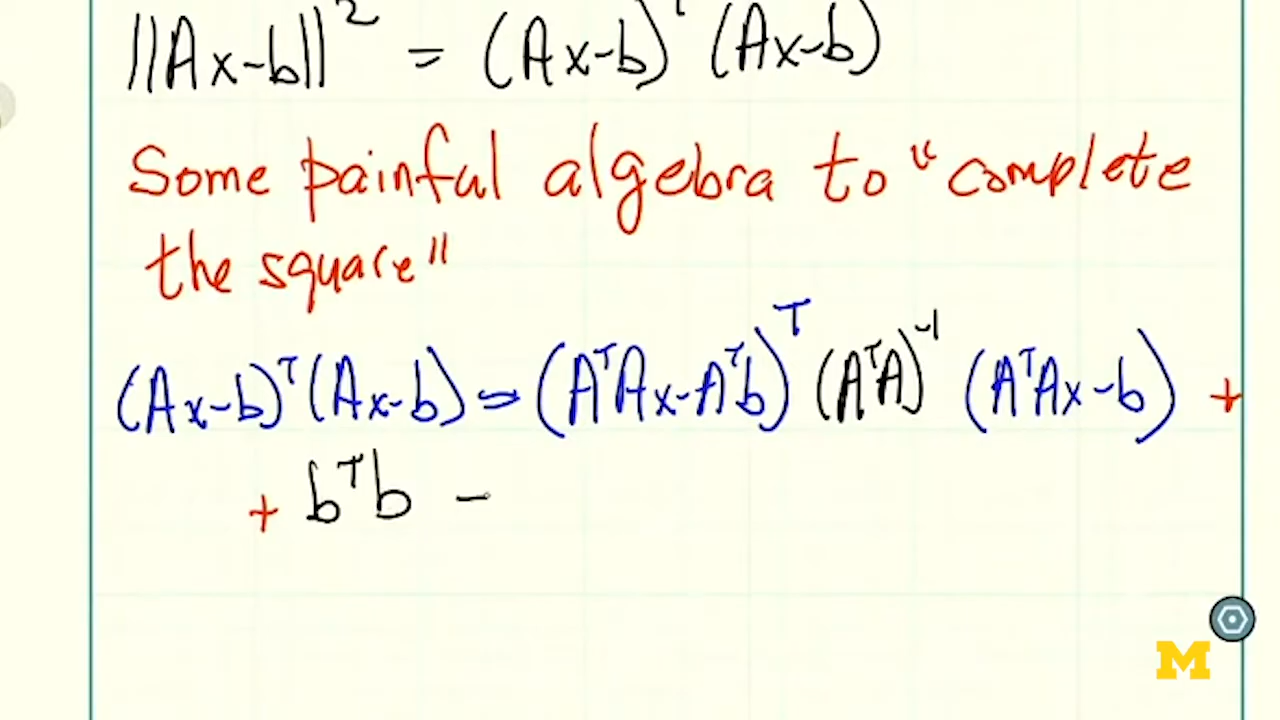 ||Ax-b||² = (Ax-b)ᵀ (Ax-b)
Some painful algebra to "complete
the square"
(Ax-b)ᵀ(Ax-b) = (AᵀAx-Aᵀb)ᵀ (AᵀA)⁻¹ (AᵀAx-b) +
+ bᵀb -
M